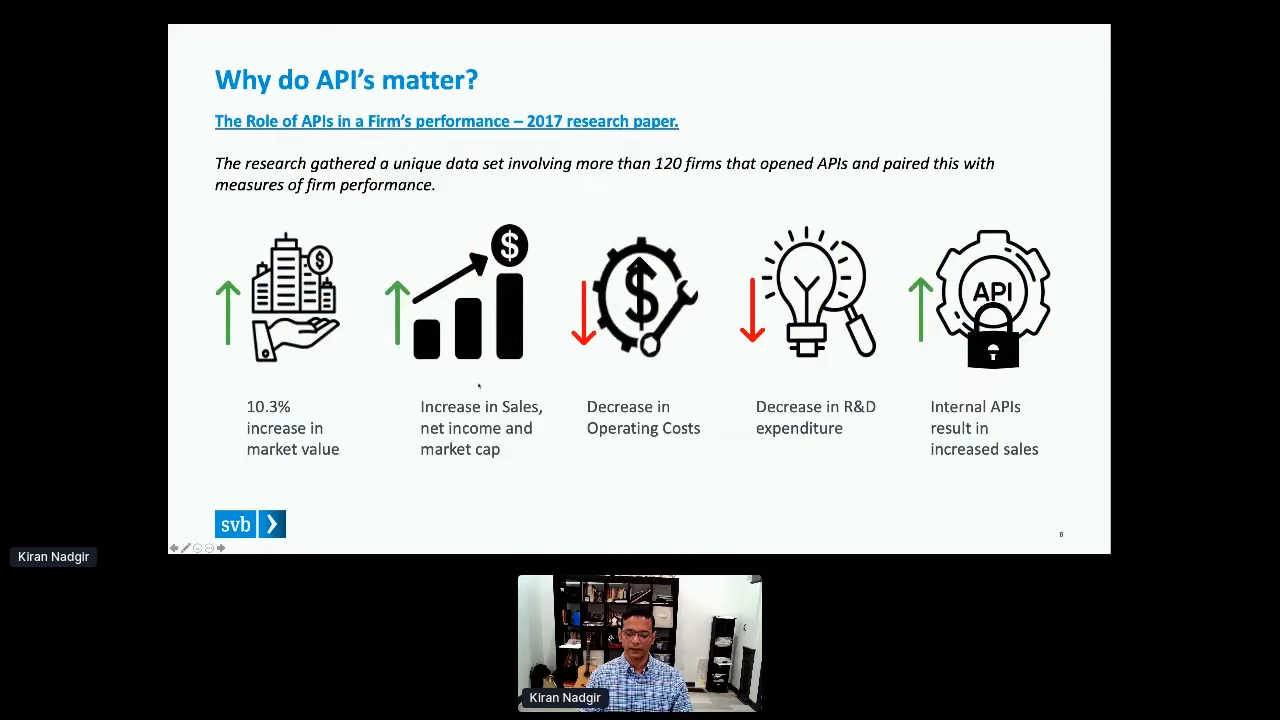 Why do API's matter?
The Role of APIs in a Firm's performance – 2017 research paper.
The research gathered a unique data set involving more than 120 firms that opened APIs and paired this with
measures of firm performance.
$
$
$
API
10.3%
increase in
market value
Increase in Sales,
net income and
market cap
Decrease in
Operating Costs
Decrease in R&D
expenditure
Internal APIs
result in
increased sales
svb
6
Kiran Nadgir
Kiran Nadgir